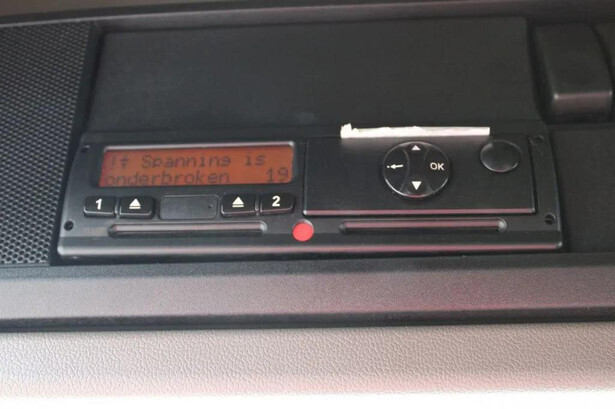 !+ Spanning is
onderbroken 19
1
2
OK